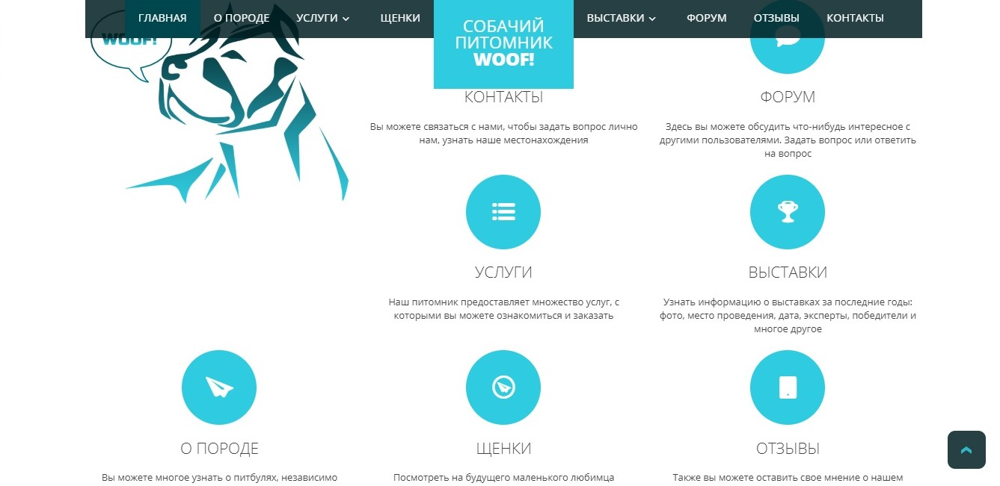 ГЛАВНАЯ
О ПОРОДЕ
УСЛУГИ
ЩЕНКИ
СОБАЧИЙ
ПИТОМНИК
WOOF!
ВЫСТАВКИ
ФОРУМ
ОТЗЫВЫ
КОНТАКТЫ
WOOF!
КОНТАКТЫ
Вы можете связаться с нами, чтобы задать вопрос лично
нам, узнать наше местонахождения
ФОРУМ
Здесь вы можете обсудить что-нибудь интересное с
другими пользователями. Задать вопрос или ответить
на вопрос
УСЛУГИ
Наш питомник предоставляет множество услуг, с
которыми вы можете ознакомиться и заказать
ВЫСТАВКИ
Узнать информацию о выставках за последние годы:
фото, место проведения, дата, эксперты, победители и
многое другое
О ПОРОДЕ
Вы можете многое узнать о питбулях, независимо
ЩЕНКИ
Посмотреть на будущего маленького любимца
ОТЗЫВЫ
Также вы можете оставить свое мнение о нашем